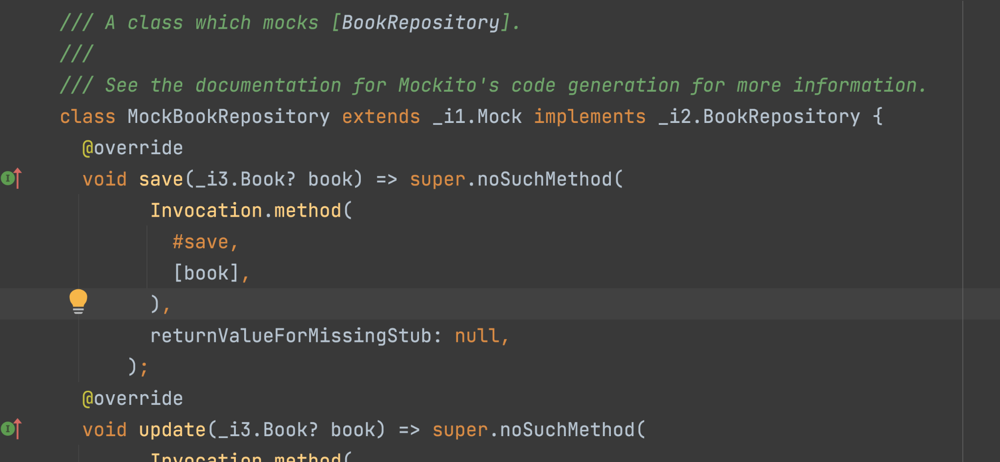 /// A class which mocks [BookRepository].
///
/// See the documentation for Mockito's code generation for more information.
class MockBookRepository extends _i1.Mock implements _i2.BookRepository {
@override
void save(_i3.Book? book) => super.noSuchMethod(
Invocation.method(
#save,
[book],
),
returnValueForMissingStub: null,
);
@override
void update(_i3.Book? book) => super.noSuchMethod(
Invocation.method(